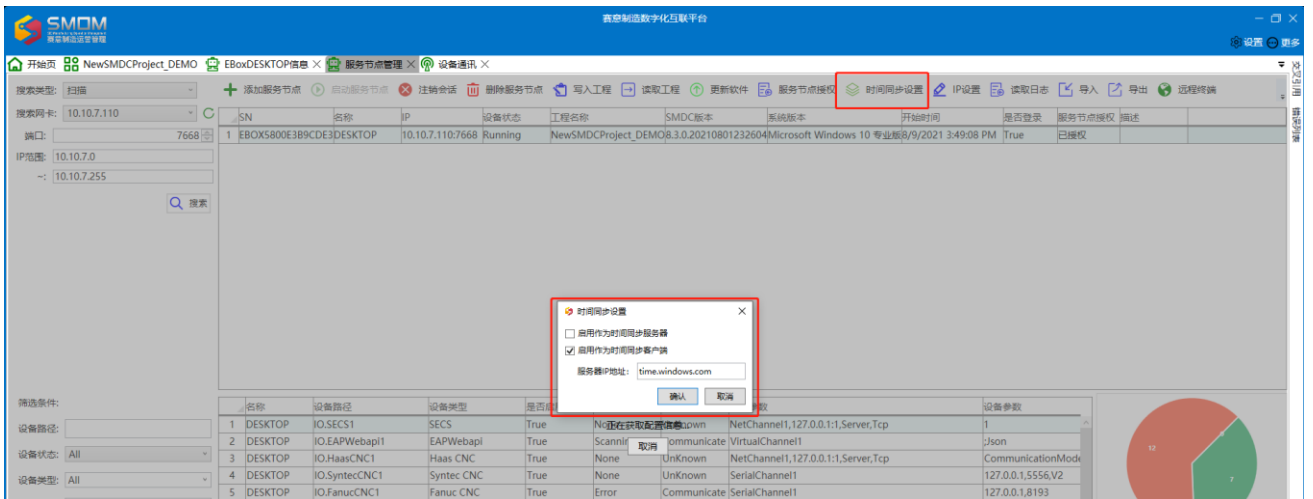 SMOM
赛意制造运营管理
赛意制造数字化互联平台
设置 更多
开始页 NewSMDCProject_DEMO EBoxDESKTOP信息 服务节点管理 设备通讯
添加服务节点 启动服务节点 注销会话 删除服务节点 写入工程 读取工程 更新软件 服务节点授权 时间同步设置 IP设置 读取日志 导入 导出 远程终端
交叉引用
错误列表
搜索类型: 扫描
搜索网卡: 10.10.7.110
端口: 7668
IP范围: 10.10.7.0
~: 10.10.7.255
搜索
SN 名称 IP 设备状态 工程名称 SMDC版本 系统版本 开始时间 是否登录 服务节点授权 描述
1 EBOX5800E3B9CDE3 DESKTOP 10.10.7.110:7668 Running NewSMDCProject_DEMO 8.3.0.20210801232604 Microsoft Windows 10 专业版 8/9/2021 3:49:08 PM True 已授权
时间同步设置
启用作为时间同步服务器
启用作为时间同步客户端
服务器IP地址: time.windows.com
确认 取消
正在获取配置信息
取消
筛选条件:
设备路径:
设备状态: All
设备类型: All
名称 设备路径 设备类型 设备参数
1 DESKTOP IO.SECS1 SECS True NetChannel1,127.0.0.1:1,Server,Tcp 1
2 DESKTOP IO.EAPWebapi1 EAPWebapi True Communicate VirtualChannel1 ;Json
3 DESKTOP IO.HaasCNC1 Haas CNC True None UnKnown NetChannel1,127.0.0.1:1,Server,Tcp CommunicationMode
4 DESKTOP IO.SyntecCNC1 Syntec CNC True None UnKnown SerialChannel1 127.0.0.1,5556,V2
5 DESKTOP IO.FanucCNC1 Fanuc CNC True Error Communicate SerialChannel1 127.0.0.1,8193
12
7